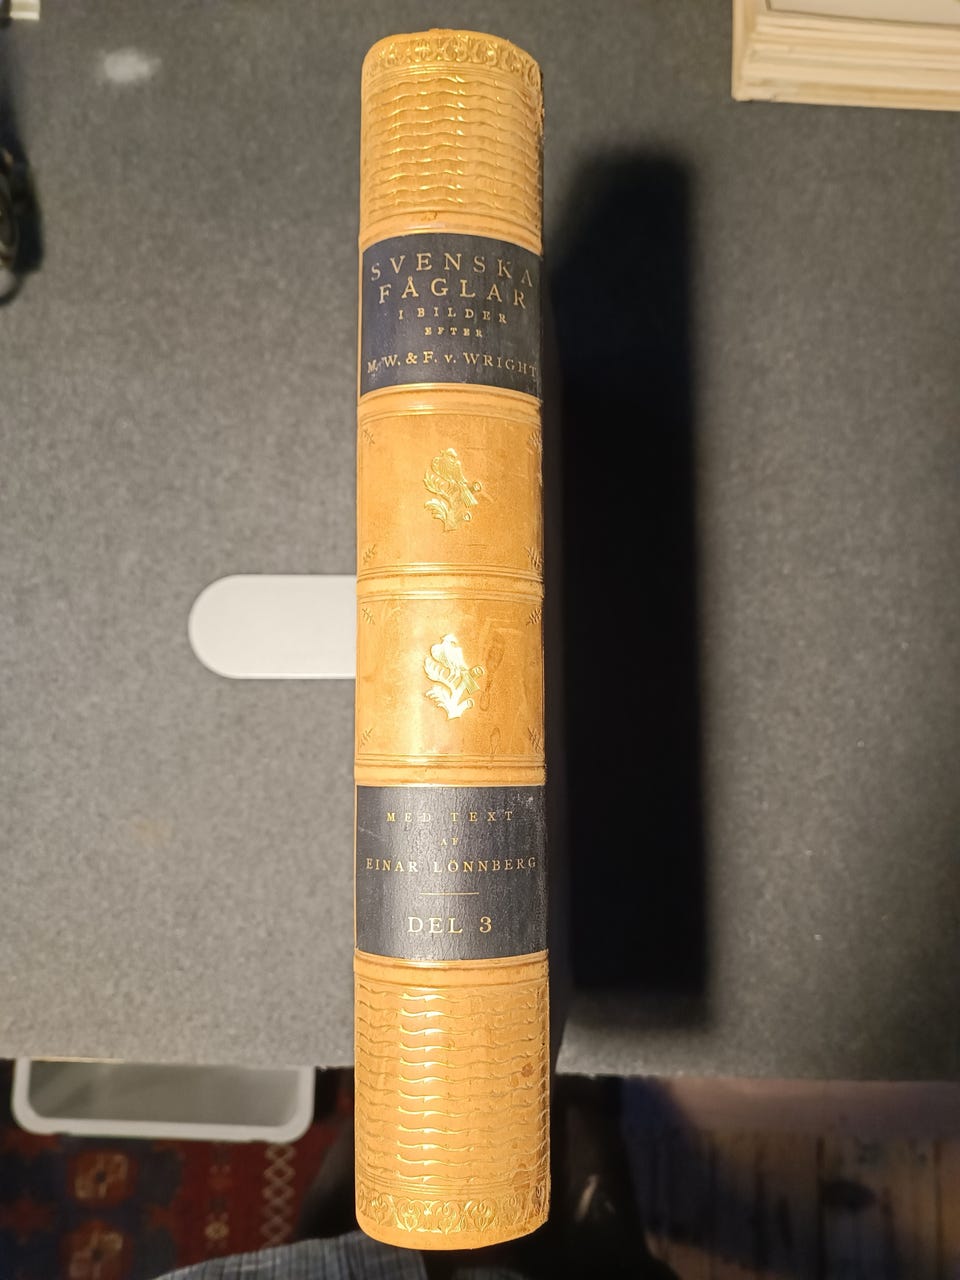 SVENSKA
FÅGLAR
I BILDER
EFTER
M. W. & F. v. WRIGHT
MED TEXT
AF
EINAR LÖNNBERG
DEL 3